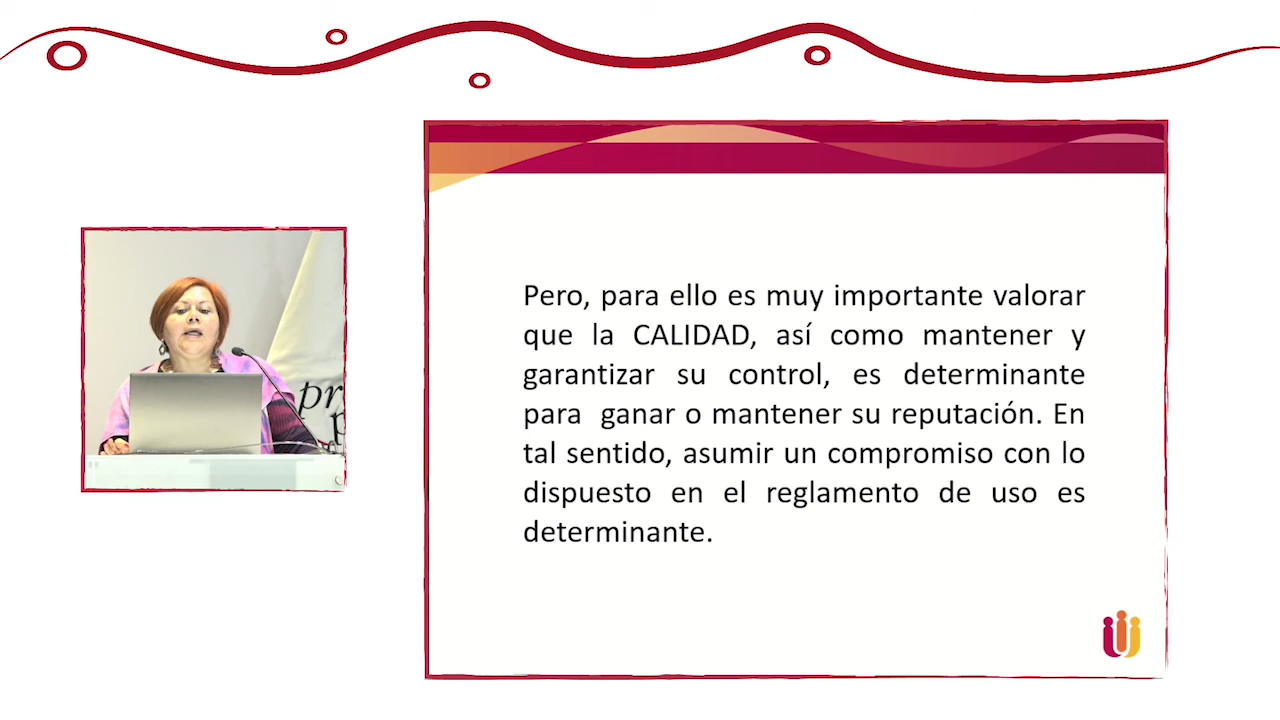 Pero, para ello es muy importante valorar
que la CALIDAD, así como mantener y
garantizar su control, es determinante
para ganar o mantener su reputación. En
tal sentido, asumir un compromiso con lo
dispuesto en el reglamento de uso es
determinante.
pr
p